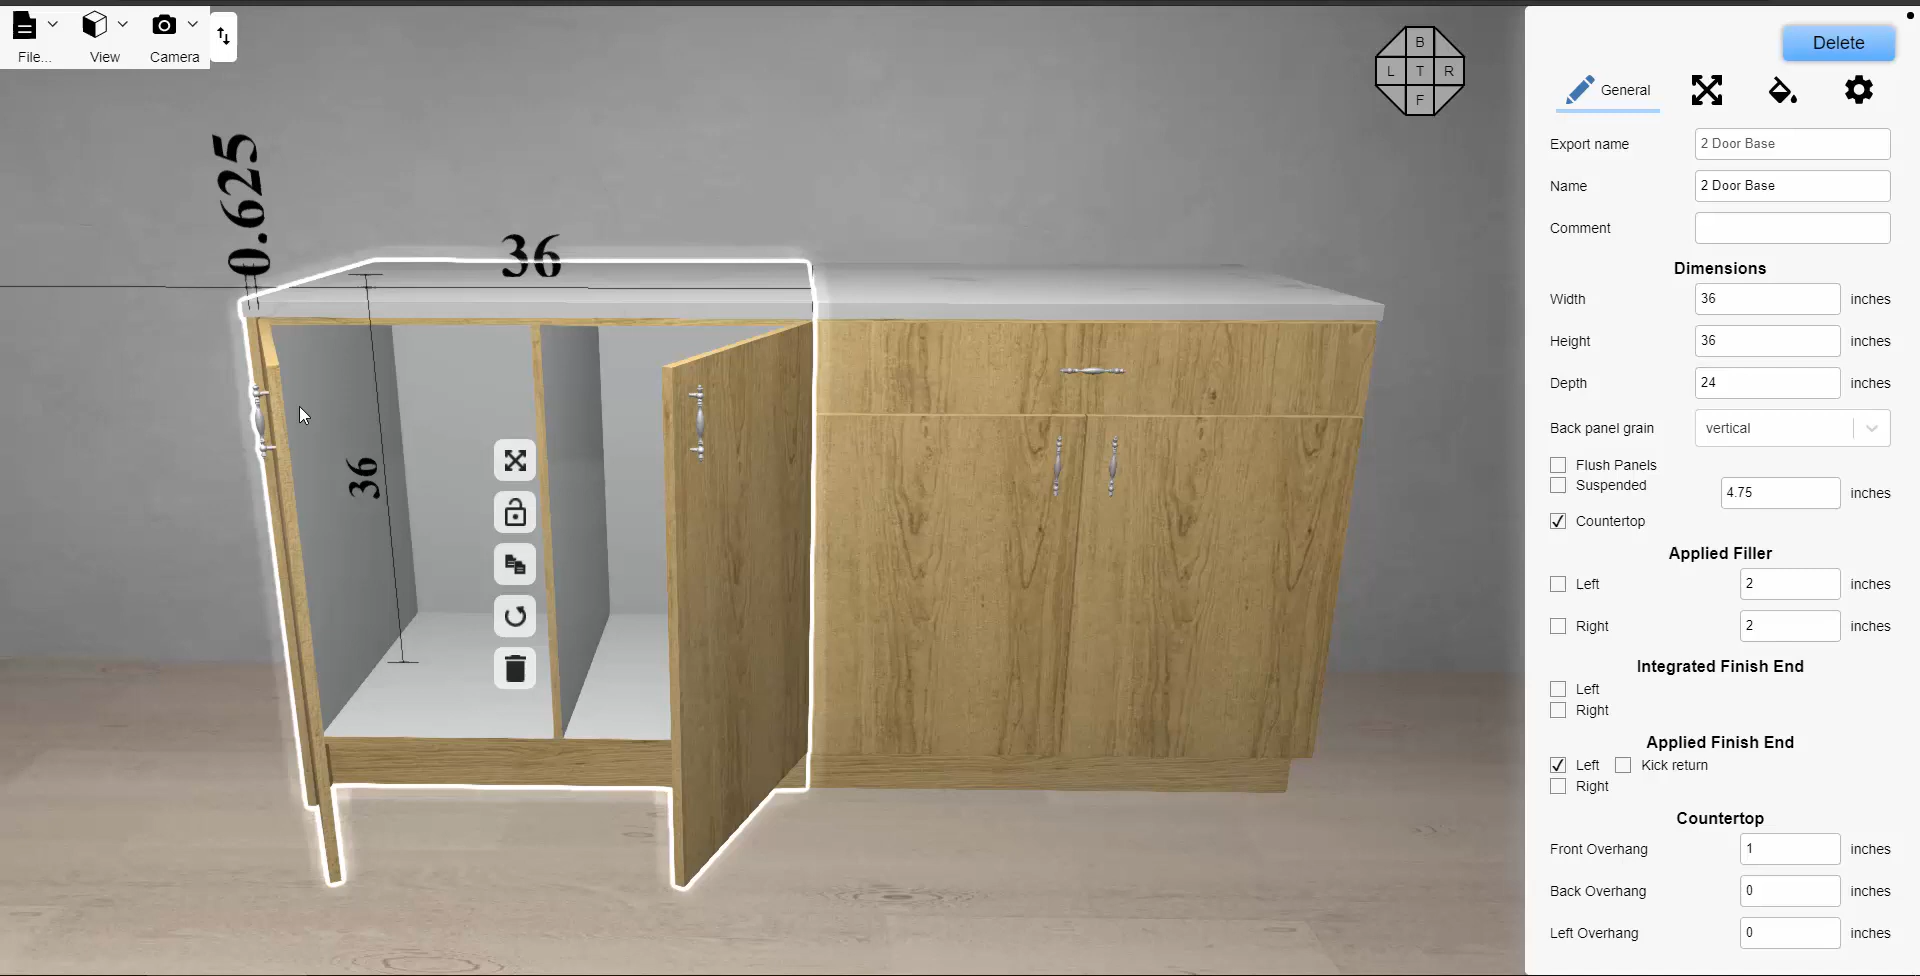 File...
View
Camera
B
L T R
F
0.625
36
36
Delete
General
Export name 2 Door Base
Name 2 Door Base
Comment
Dimensions
Width 36 inches
Height 36 inches
Depth 24 inches
Back panel grain vertical
Flush Panels
Suspended 4.75 inches
Countertop
Applied Filler
Left 2 inches
Right 2 inches
Integrated Finish End
Left
Right
Applied Finish End
Left Kick return
Right
Countertop
Front Overhang 1 inches
Back Overhang 0 inches
Left Overhang 0 inches